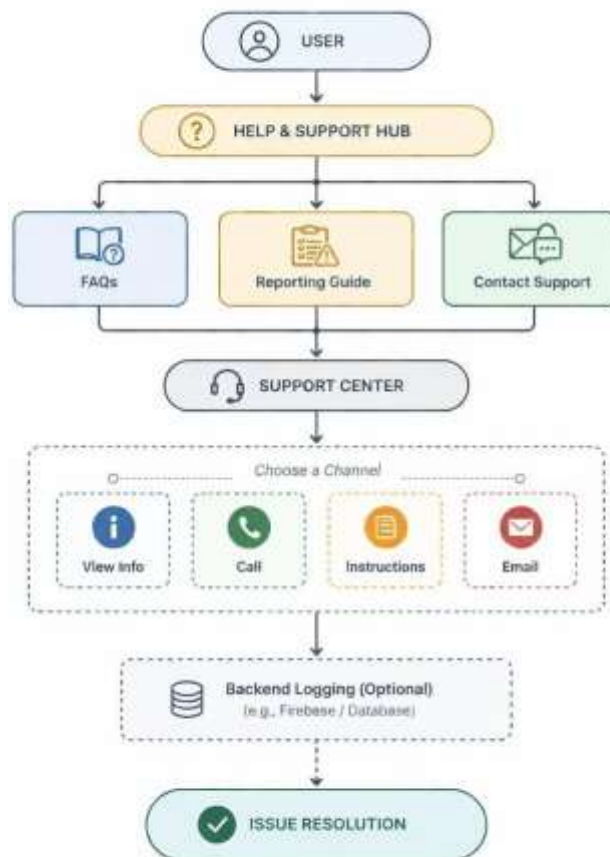 USER
HELP & SUPPORT HUB
FAQs
Reporting Guide
Contact Support
SUPPORT CENTER
Choose a Channel
View Info
Call
Instructions
Email
Backend Logging (Optional)
(e.g., Firebase / Database)
ISSUE RESOLUTION